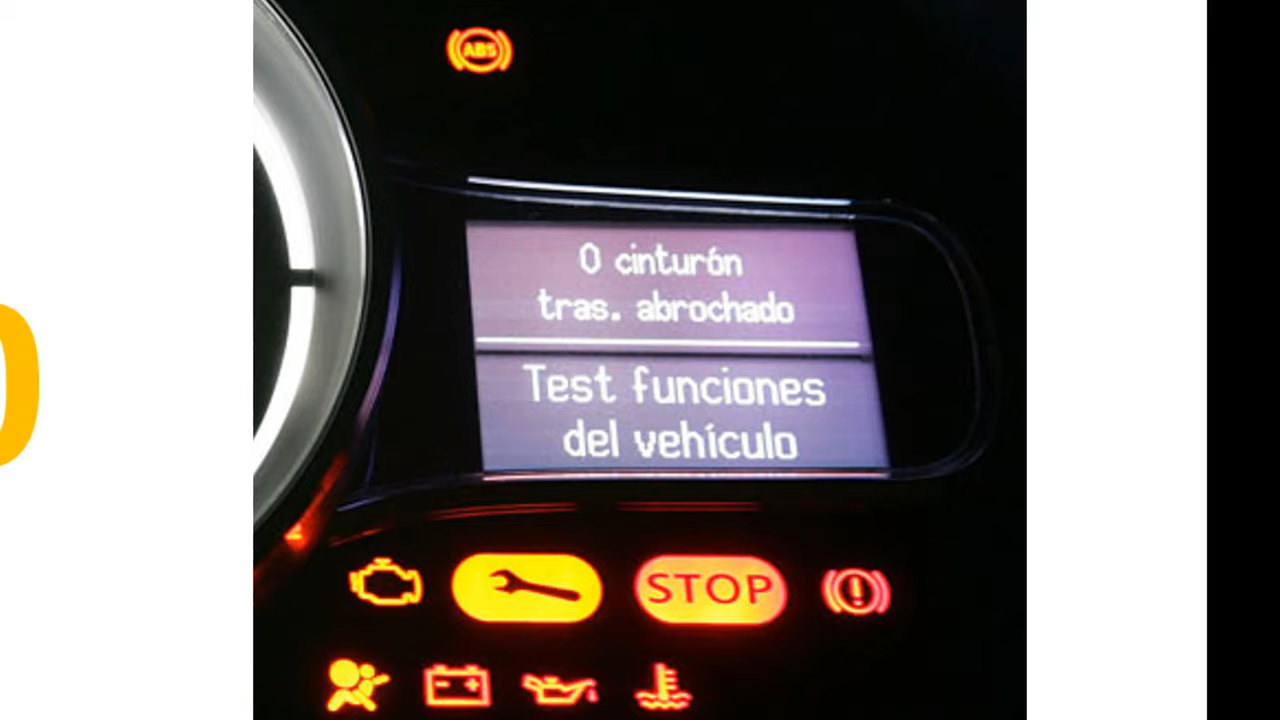 ABS
0 cinturón
tras. abrochado
Test funciones
del vehículo
STOP